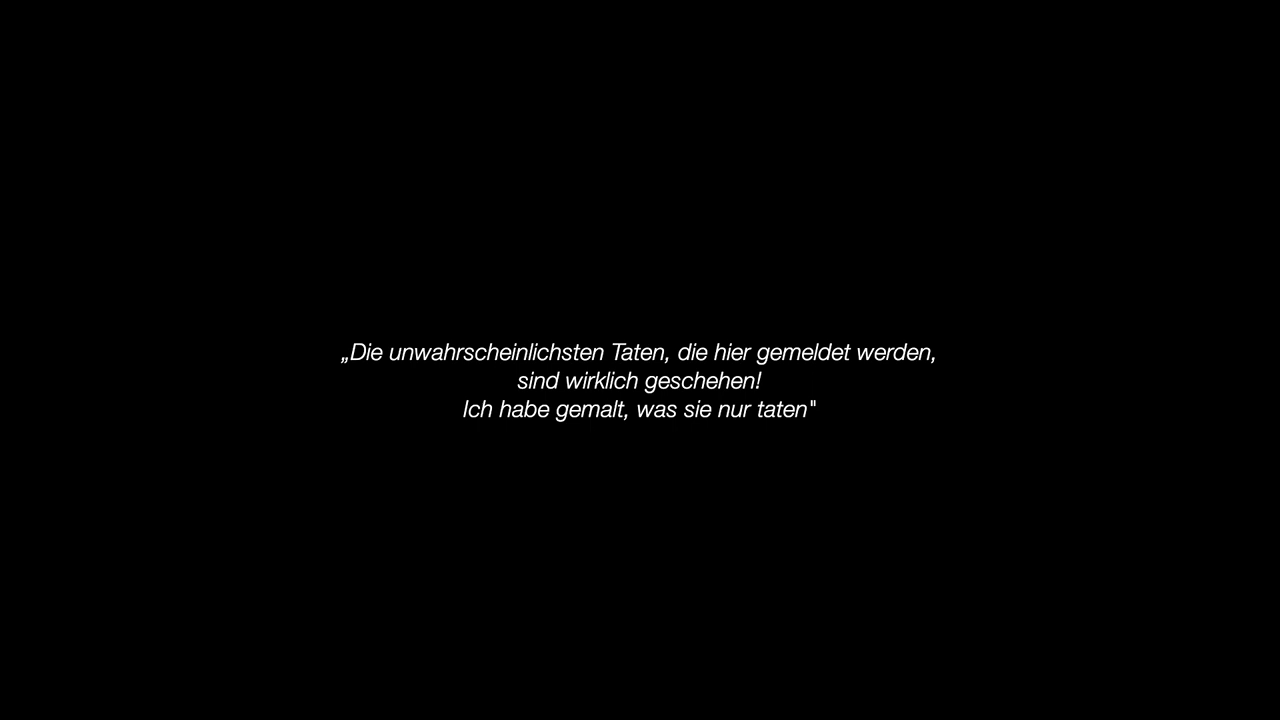 „Die unwahrscheinlichsten Taten, die hier gemeldet werden,
sind wirklich geschehen!
Ich habe gemalt, was sie nur taten"